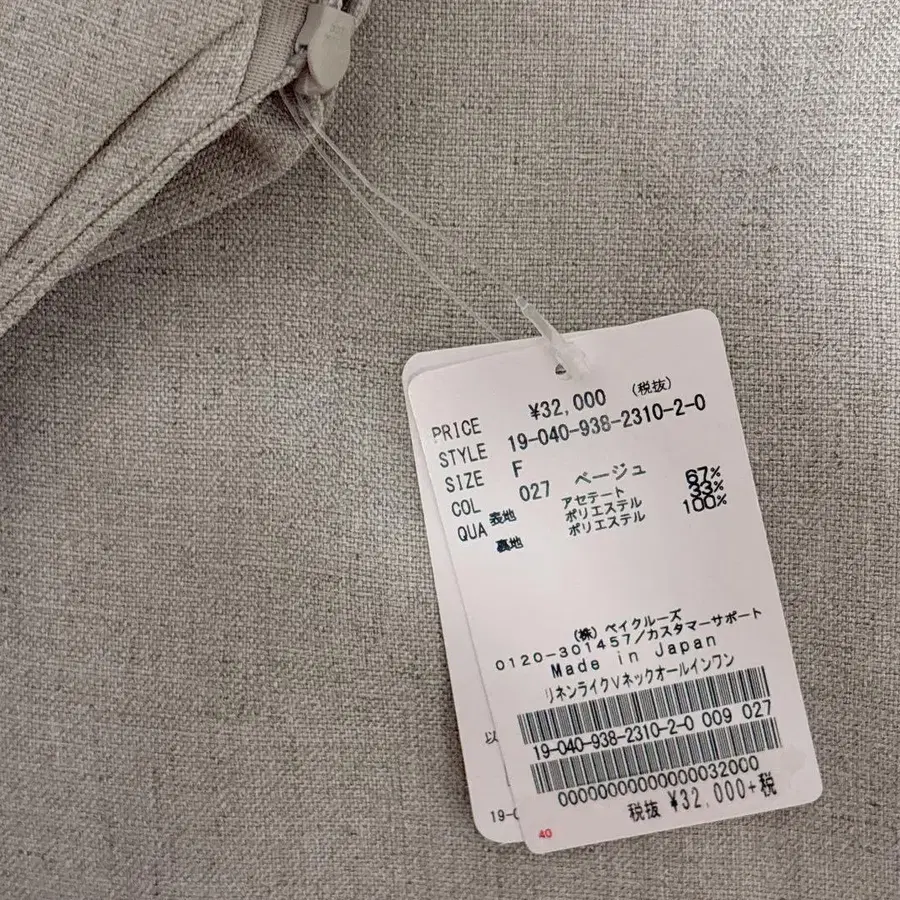 PRICE ¥32,000 (税抜)
STYLE 19-040-938-2310-2-0
SIZE F
COL 027 ベージュ
QUA 表地 アセテート 67%
ポリエステル 33%
裏地 ポリエステル 100%
(株) ベイクルーズ
0120-301457/カスタマーサポート
Made in Japan
リネンライクVネックオールインワン
19-040-938-2310-2-0 009 027
0000000000000032000
税抜 ¥32,000+税
40
以
19-0